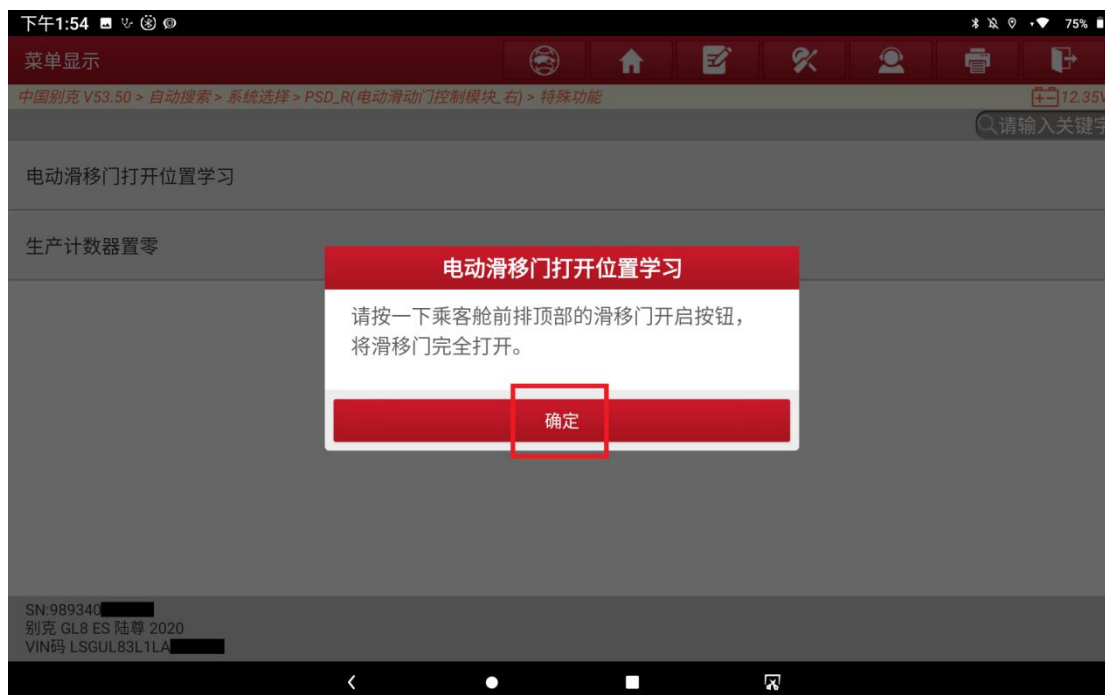 下午1:54
75%
菜单显示
中国别克 V53.50 > 自动搜索 > 系统选择 > PSD_R(电动滑动门控制模块_右) > 特殊功能
12.35V
请输入关键字
电动滑移门打开位置学习
生产计数器置零
电动滑移门打开位置学习
请按一下乘客舱前排顶部的滑移门开启按钮，
将滑移门完全打开。
确定
SN:989340
别克 GL8 ES 陆尊 2020
VIN码 LSGUL83L1LA